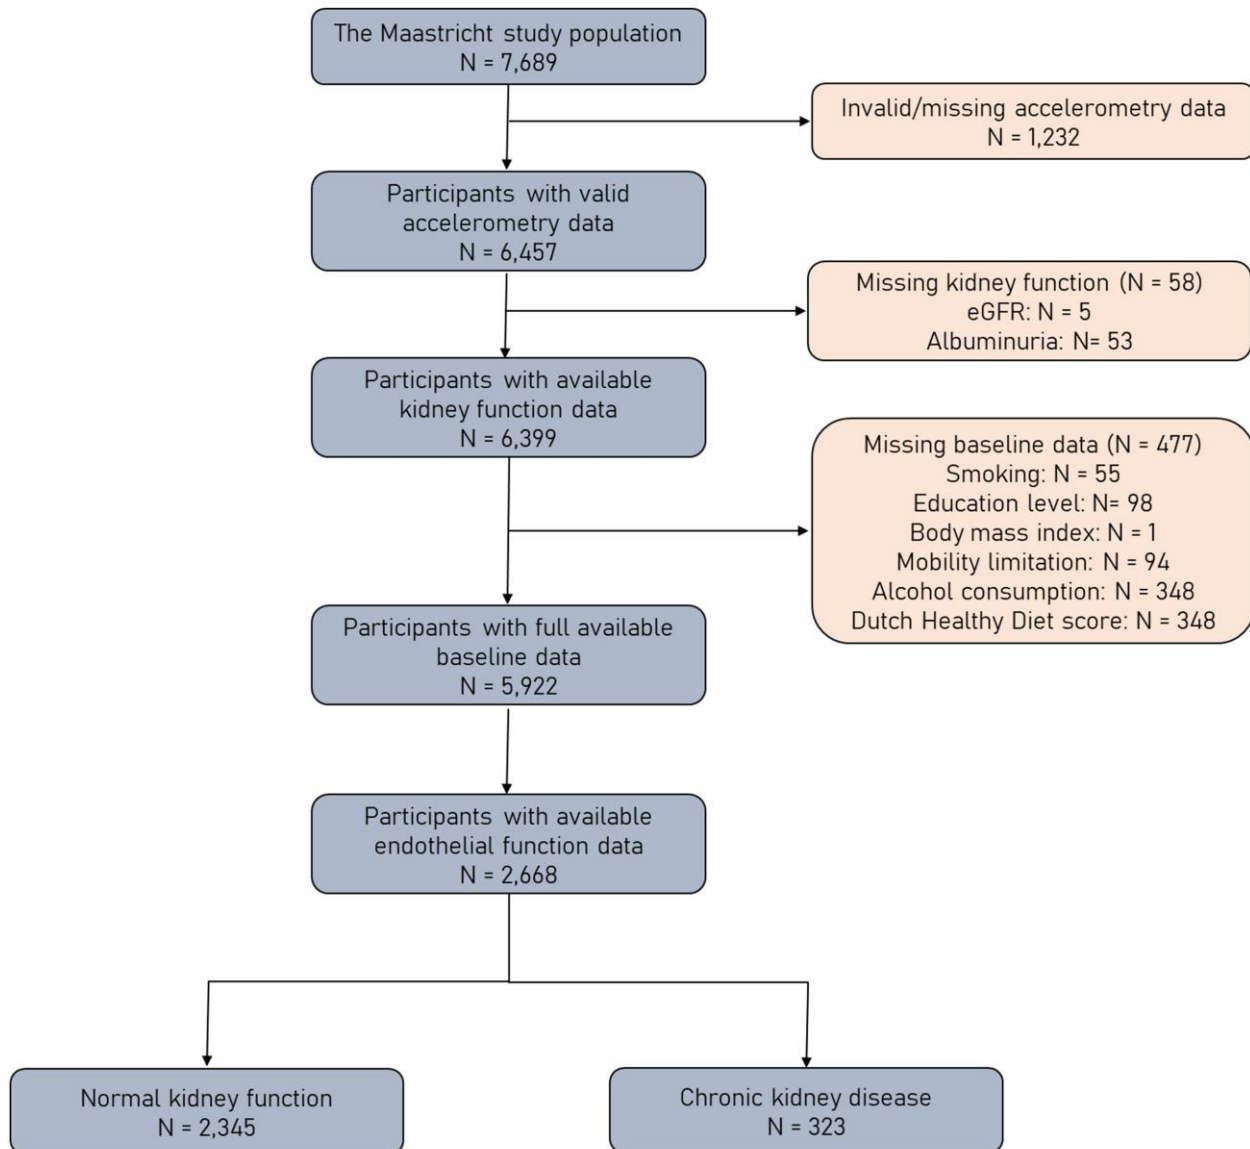 The Maastricht study population
N = 7,689
Invalid/missing accelerometry data
N = 1,232
Participants with valid
accelerometry data
N = 6,457
Missing kidney function (N = 58)
eGFR: N = 5
Albuminuria: N= 53
Participants with available
kidney function data
N = 6,399
Missing baseline data (N = 477)
Smoking: N = 55
Education level: N= 98
Body mass index: N = 1
Mobility limitation: N = 94
Alcohol consumption: N = 348
Dutch Healthy Diet score: N = 348
Participants with full available
baseline data
N = 5,922
Participants with available
endothelial function data
N = 2,668
Normal kidney function
N = 2,345
Chronic kidney disease
N = 323